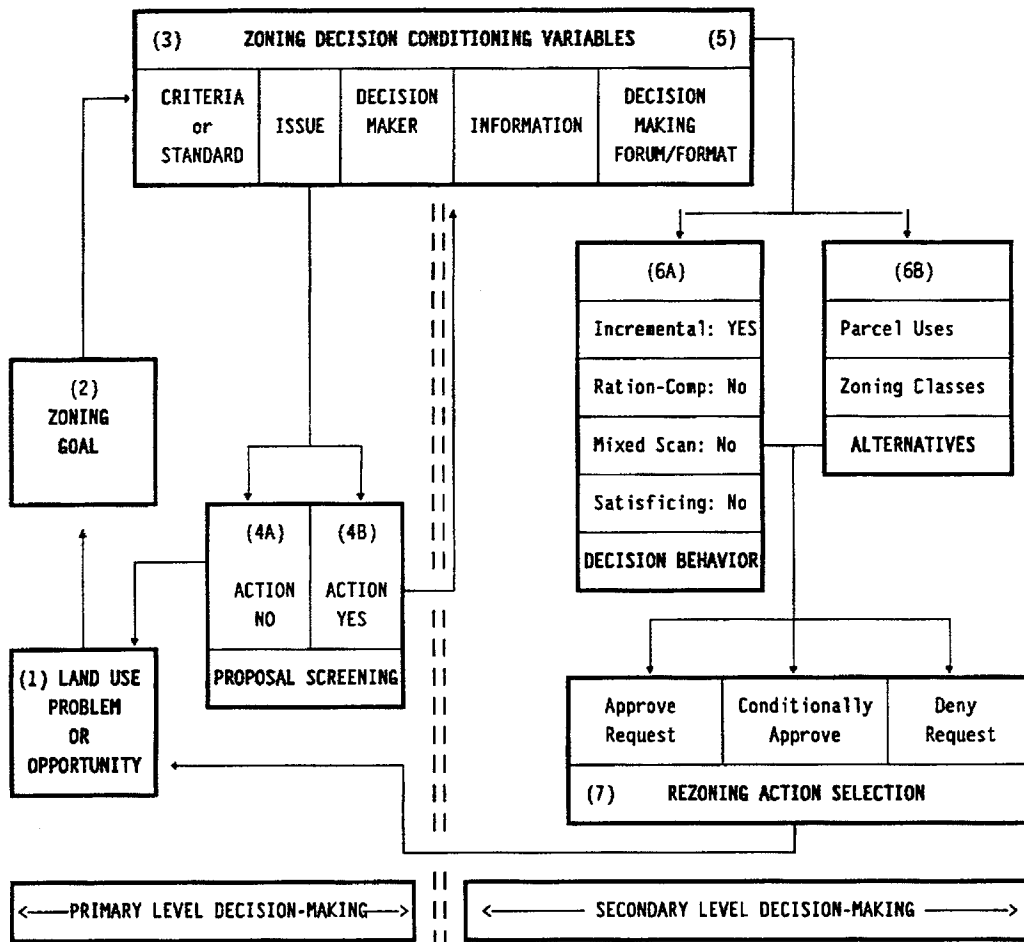 (3) ZONING DECISION CONDITIONING VARIABLES (5)
CRITERIA
or
STANDARD
ISSUE
DECISION
MAKER
INFORMATION
DECISION
MAKING
FORUM/FORMAT
(2)
ZONING
GOAL
(4A)
ACTION
NO
(4B)
ACTION
YES
PROPOSAL SCREENING
(1) LAND USE
PROBLEM
OR
OPPORTUNITY
(6A)
Incremental: YES
Ration-Comp: No
Mixed Scan: No
Satisficing: No
DECISION BEHAVIOR
(6B)
Parcel Uses
Zoning Classes
ALTERNATIVES
Approve
Request
Conditionally
Approve
Deny
Request
(7) REZONING ACTION SELECTION
PRIMARY LEVEL DECISION-MAKING
SECONDARY LEVEL DECISION-MAKING